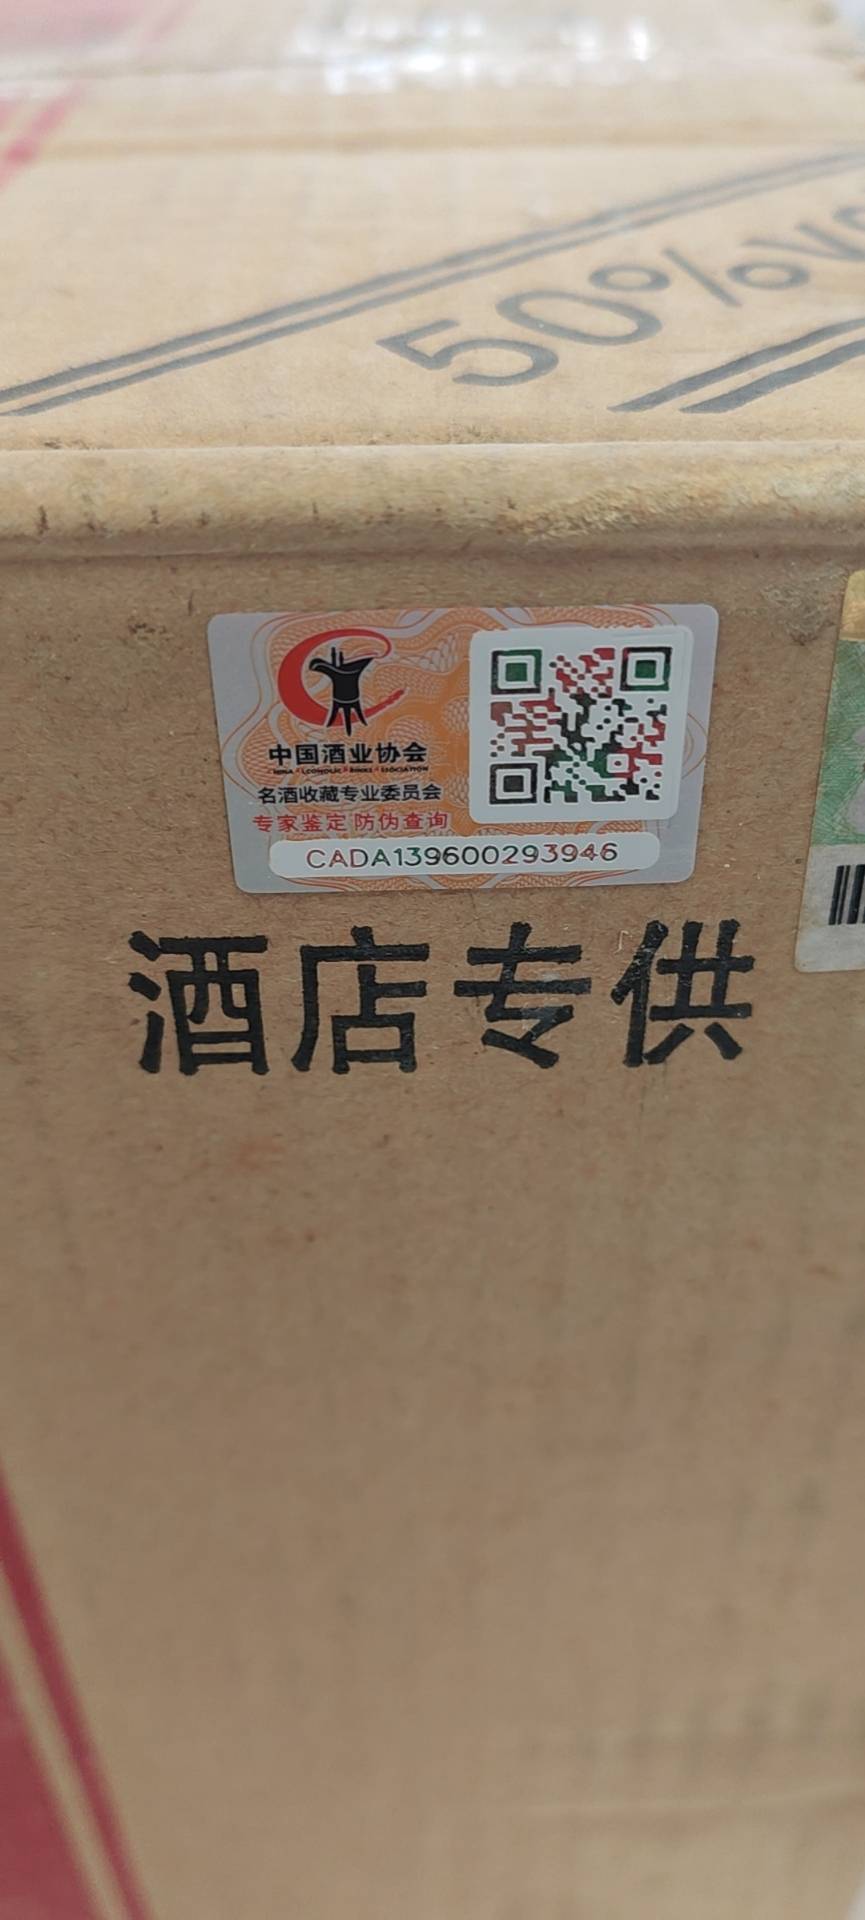 50%vo
中国酒业协会
名酒收藏专业委员会
专家鉴定 防伪查询
CADA139600293946
酒店专供